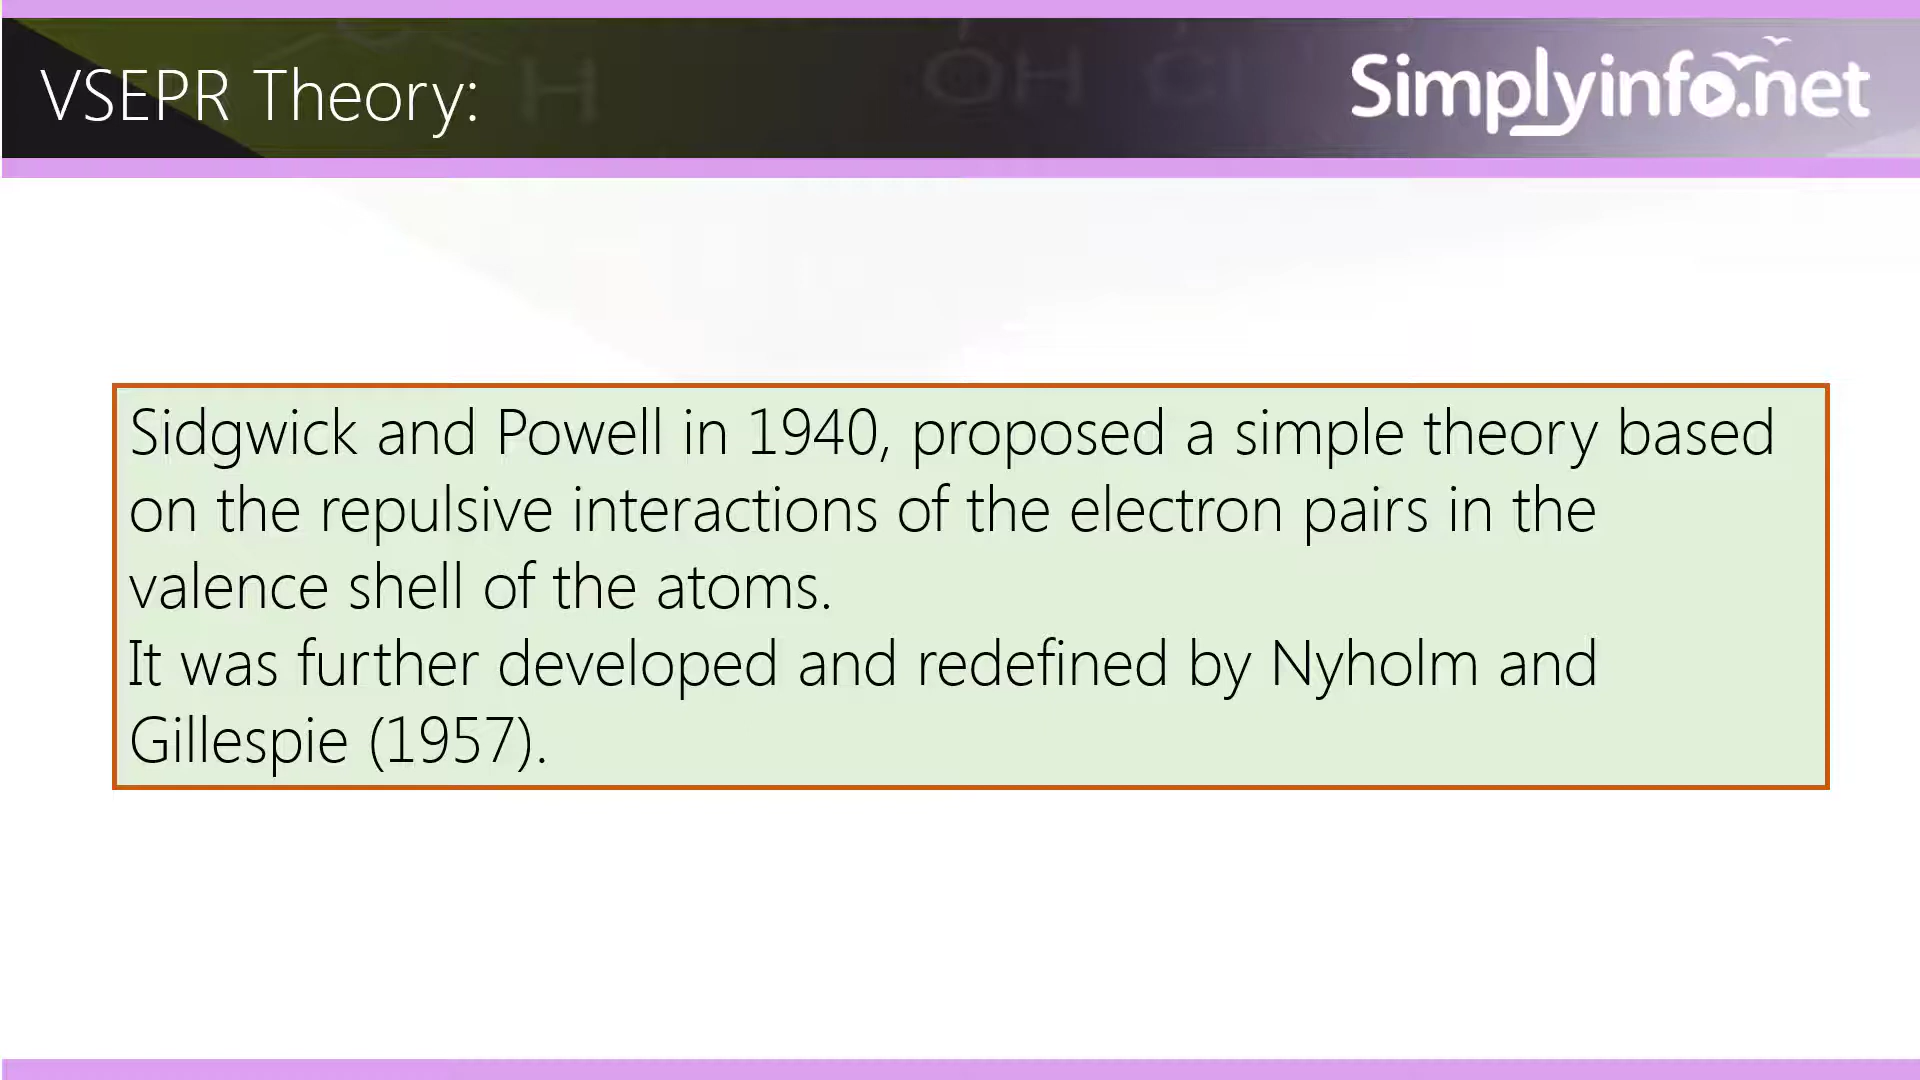 VSEPR Theory:
Simplyinfo.net
H
OH
Cl
Sidgwick and Powell in 1940, proposed a simple theory based
on the repulsive interactions of the electron pairs in the
valence shell of the atoms.
It was further developed and redefined by Nyholm and
Gillespie (1957).